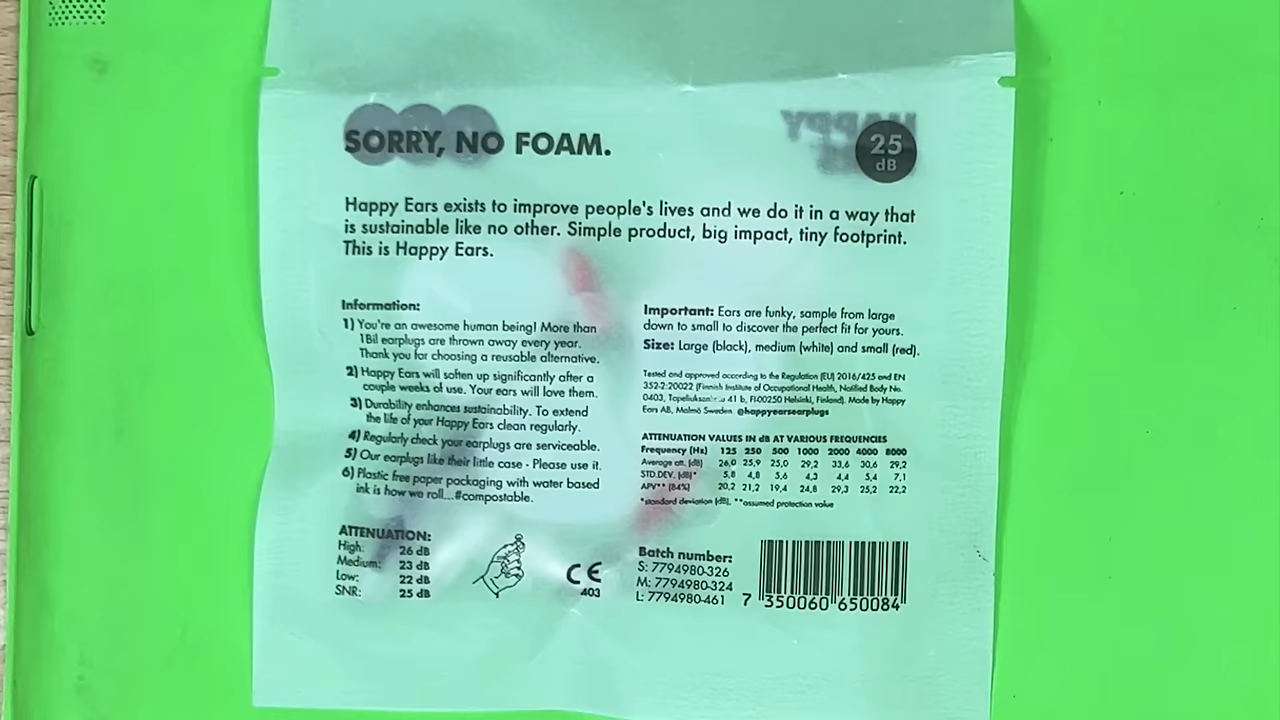 SORRY, NO FOAM.
HAPPY
25
dB
Happy Ears exists to improve people's lives and we do it in a way that
is sustainable like no other. Simple product, big impact, tiny footprint.
This is Happy Ears.
Information:
1) You're an awesome human being! More than
1Bil earplugs are thrown away every year.
Thank you for choosing a reusable alternative.
2) Happy Ears will soften up significantly after a
couple weeks of use. Your ears will love them.
3) Durability enhances sustainability. To extend
the life of your Happy Ears clean regularly.
4) Regularly check your earplugs are serviceable.
5) Our earplugs like their little case - Please use it.
6) Plastic free paper packaging with water based
ink is how we roll...#compostable.
ATTENUATION:
High: 26 dB
Medium: 23 dB
Low: 22 dB
SNR: 25 dB
CE
403
Important: Ears are funky, sample from large
down to small to discover the perfect fit for yours.
Size: Large (black), medium (white) and small (red).
Tested and approved according to the Regulation (EU) 2016/425 and EN
352-2:20022 (Finnish Institute of Occupational Health, Notified Body No.
0403, 41 b, FI-00250 Helsinki, Finland). Made by Happy
Ears AB, Malmö Sweden @happyearsearplugs
ATTENUATION VALUES IN dB AT VARIOUS FREQUENCIES
Frequency (Hz) 125 250 500 1000 2000 4000 8000
Average att. (dB) 26,0 25,9 25,0 29,2 33,6 30,6 29,2
STD.DEV. (dB)* 5,8 4,8 5,6 4,3 4,4 5,4 7,1
APV** (84%) 20,2 21,2 19,4 24,8 29,3 25,2 22,2
*standard deviation (dB), **assumed protection value
Batch number:
S: 7794980-326
M: 7794980-324
L: 7794980-461
7 350060 650084